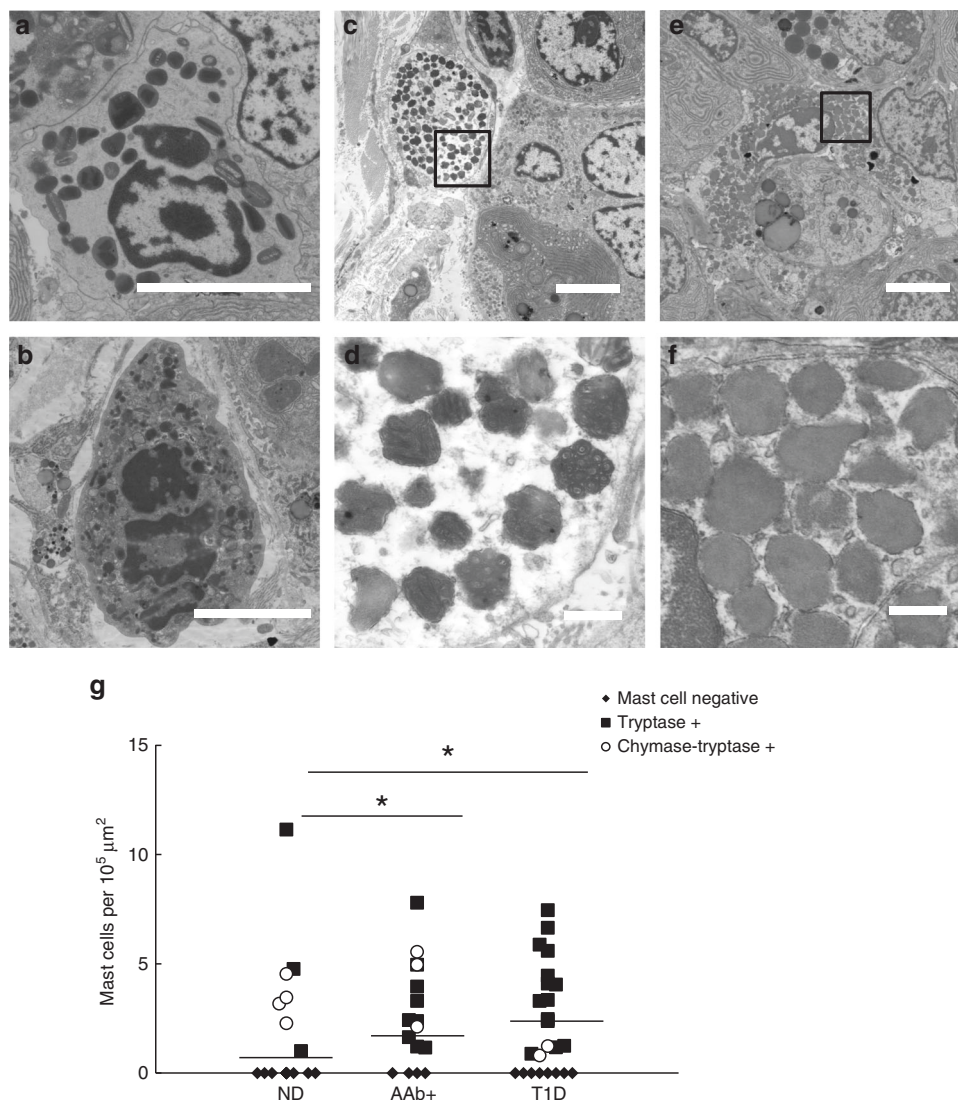 a
c
e
b
d
f
g
◆ Mast cell negative
■ Tryptase +
○ Chymase-tryptase +
15
10
5
0
Mast cells per 10⁵ µm²
*
*
ND
AAb+
T1D